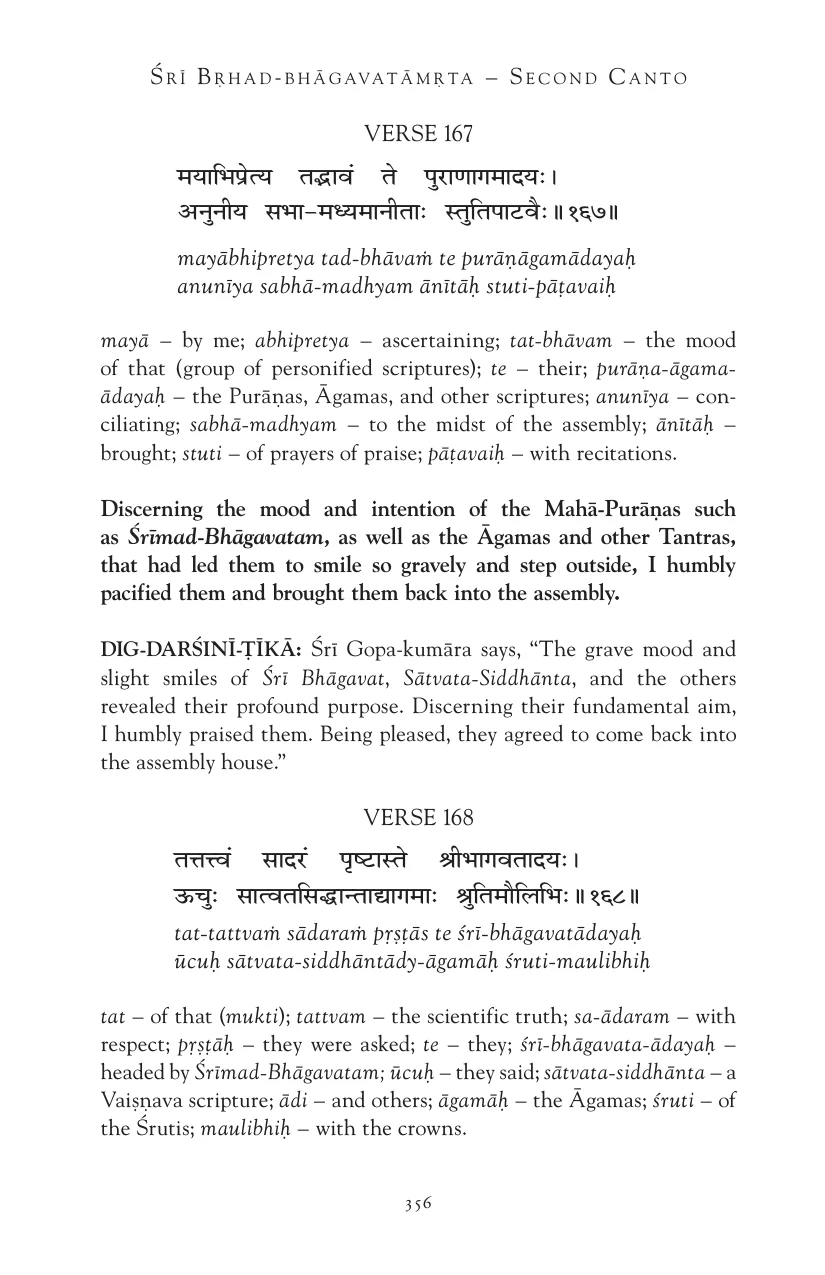 Śrī Bṛhad-bhāgavatāmṛta – Second Canto
VERSE 167
मयाभिप्रेत्य तद्भावं ते पुराणागमादयः।
अनुनीय सभा-मध्यमानीताः स्तुतिपाटवैः॥१६७॥
mayābhipretya tad-bhāvaṁ te purāṇāgamādayaḥ
anunīya sabhā-madhyam ānītāḥ stuti-pāṭavaiḥ
mayā – by me; abhipretya – ascertaining; tat-bhāvam – the mood
of that (group of personified scriptures); te – their; purāṇa-āgama-
ādayaḥ – the Purāṇas, Āgamas, and other scriptures; anunīya – con-
ciliating; sabhā-madhyam – to the midst of the assembly; ānītāḥ –
brought; stuti – of prayers of praise; pāṭavaiḥ – with recitations.
Discerning the mood and intention of the Mahā-Purāṇas such
as Śrīmad-Bhāgavatam, as well as the Āgamas and other Tantras,
that had led them to smile so gravely and step outside, I humbly
pacified them and brought them back into the assembly.
DIG-DARŚINĪ-ṬĪKĀ: Śrī Gopa-kumāra says, “The grave mood and
slight smiles of Śrī Bhāgavat, Sātvata-Siddhānta, and the others
revealed their profound purpose. Discerning their fundamental aim,
I humbly praised them. Being pleased, they agreed to come back into
the assembly house.”
VERSE 168
तत्तत्त्वं सादरं पृष्टास्ते श्रीभागवतादयः।
ऊचुः सात्वतसिद्धान्ताद्यागमाः श्रुतिमौलिभिः॥१६८॥
tat-tattvaṁ sādaraṁ pṛṣṭās te śrī-bhāgavatādayaḥ
ūcuḥ sātvata-siddhāntādy-āgamāḥ śruti-maulibhiḥ
tat – of that (mukti); tattvam – the scientific truth; sa-ādaram – with
respect; pṛṣṭāḥ – they were asked; te – they; śrī-bhāgavata-ādayaḥ –
headed by Śrīmad-Bhāgavatam; ūcuḥ – they said; sātvata-siddhānta – a
Vaiṣṇava scripture; ādi – and others; āgamāḥ – the Āgamas; śruti – of
the Śrutis; maulibhiḥ – with the crowns.
356